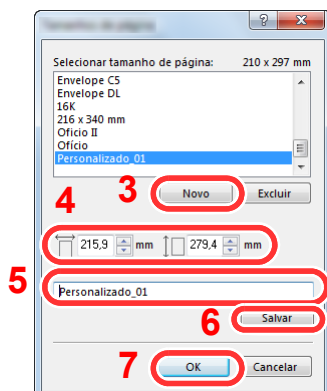 Tamanhos de página
Selecionar tamanho de página: 210 x 297 mm
Envelope C5
Envelope DL
16K
216 x 340 mm
Oficio II
Ofício
Personalizado_01
3 Novo Excluir
4
215,9 mm 279,4 mm
5
Personalizado_01
6 Salvar
7 OK Cancelar